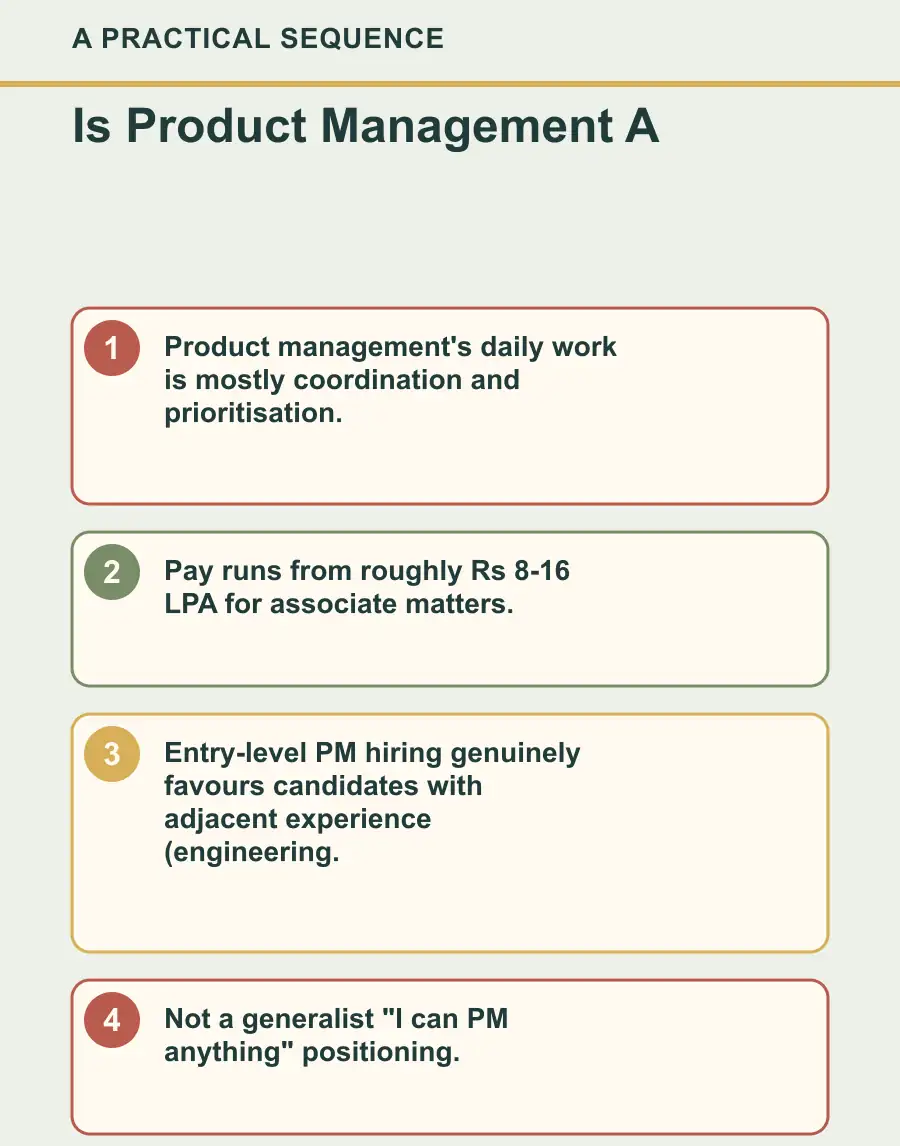 A PRACTICAL SEQUENCE
Is Product Management A
1
Product management's daily work
is mostly coordination and
prioritisation.
2
Pay runs from roughly Rs 8-16
LPA for associate matters.
3
Entry-level PM hiring genuinely
favours candidates with
adjacent experience
(engineering.
4
Not a generalist "I can PM
anything" positioning.